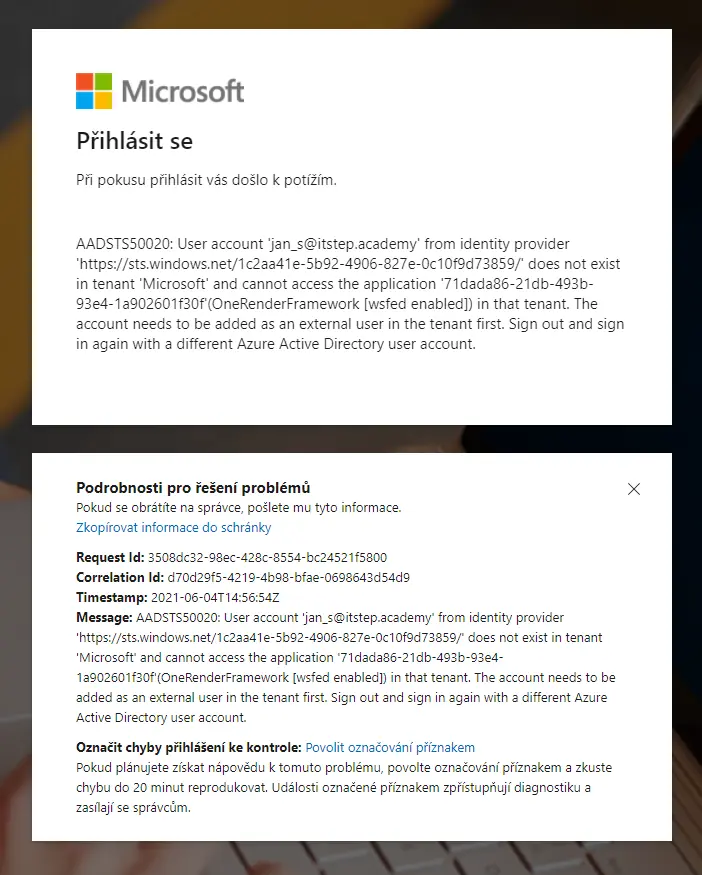 Microsoft
Přihlásit se
Při pokusu přihlásit vás došlo k potížím.
AADSTS50020: User account 'jan_s@itstep.academy' from identity provider
'https://sts.windows.net/1c2aa41e-5b92-4906-827e-0c10f9d73859/' does not exist
in tenant 'Microsoft' and cannot access the application '71dada86-21db-493b-
93e4-1a902601f30f'(OneRenderFramework [wsfed enabled]) in that tenant. The
account needs to be added as an external user in the tenant first. Sign out and sign
in again with a different Azure Active Directory user account.
Podrobnosti pro řešení problémů
Pokud se obrátíte na správce, pošlete mu tyto informace.
Zkopírovat informace do schránky
Request Id: 3508dc32-98ec-428c-8554-bc24521f5800
Correlation Id: d70d29f5-4219-4b98-bfae-0698643d54d9
Timestamp: 2021-06-04T14:56:54Z
Message: AADSTS50020: User account 'jan_s@itstep.academy' from identity provider
'https://sts.windows.net/1c2aa41e-5b92-4906-827e-0c10f9d73859/' does not exist in tenant
'Microsoft' and cannot access the application '71dada86-21db-493b-93e4-
1a902601f30f'(OneRenderFramework [wsfed enabled]) in that tenant. The account needs to be
added as an external user in the tenant first. Sign out and sign in again with a different Azure
Active Directory user account.
Označit chyby přihlášení ke kontrole: Povolit označování příznakem
Pokud plánujete získat nápovědu k tomuto problému, povolte označování příznakem a zkuste
chybu do 20 minut reprodukovat. Události označené příznakem zpřístupňují diagnostiku a
zasílají se správcům.